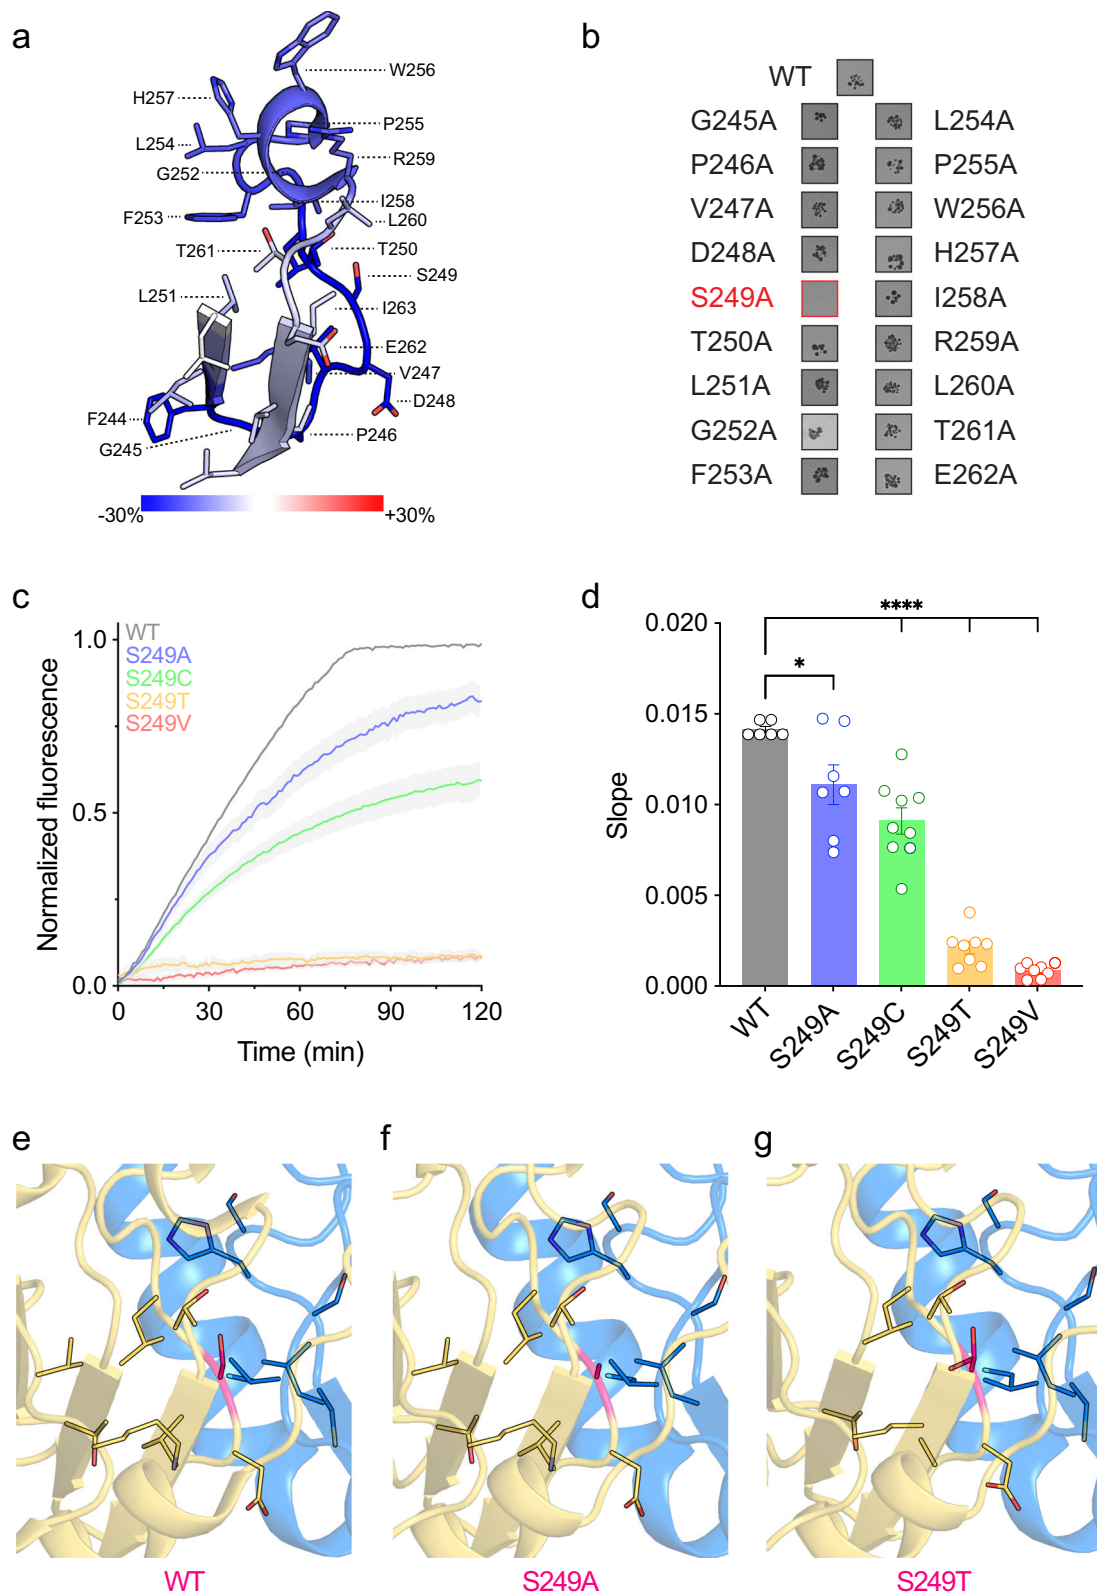 a
W256
H257
P255
L254
R259
G252
I258
F253
L260
T261
T250
S249
L251
I263
E262
V247
D248
F244
P246
G245
-30%
+30%
b
WT
G245A
L254A
P246A
P255A
V247A
W256A
D248A
H257A
S249A
I258A
T250A
R259A
L251A
L260A
G252A
T261A
F253A
E262A
c
WT
S249A
S249C
S249T
S249V
1.0
0.5
0.0
Normalized fluorescence
0 30 60 90 120
Time (min)
d
****
*
0.020
0.015
0.010
0.005
0.000
Slope
WT
S249A
S249C
S249T
S249V
e
f
g
WT
S249A
S249T